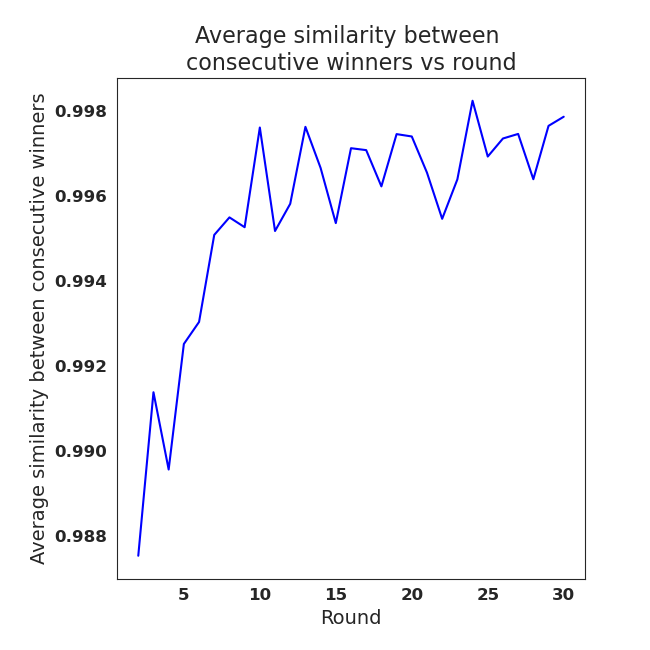 Average similarity between
consecutive winners vs round
Average similarity between consecutive winners
0.998
0.996
0.994
0.992
0.990
0.988
5 10 15 20 25 30
Round